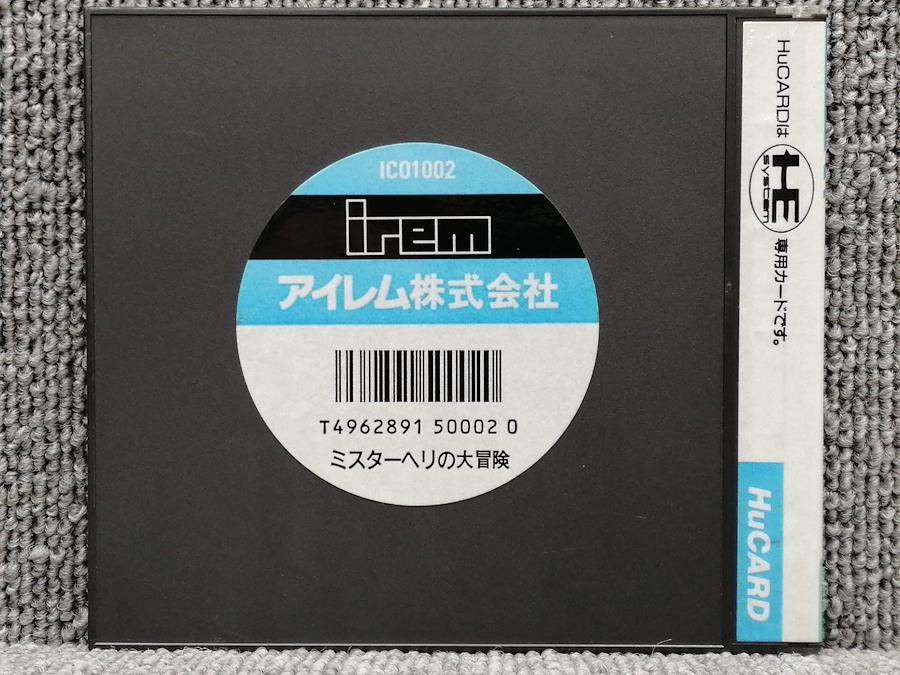 IC01002
irem
アイレム株式会社
T4962891 50002 0
ミスターヘリの大冒険
HuCARDは HE system 専用カードです。
HuCARD